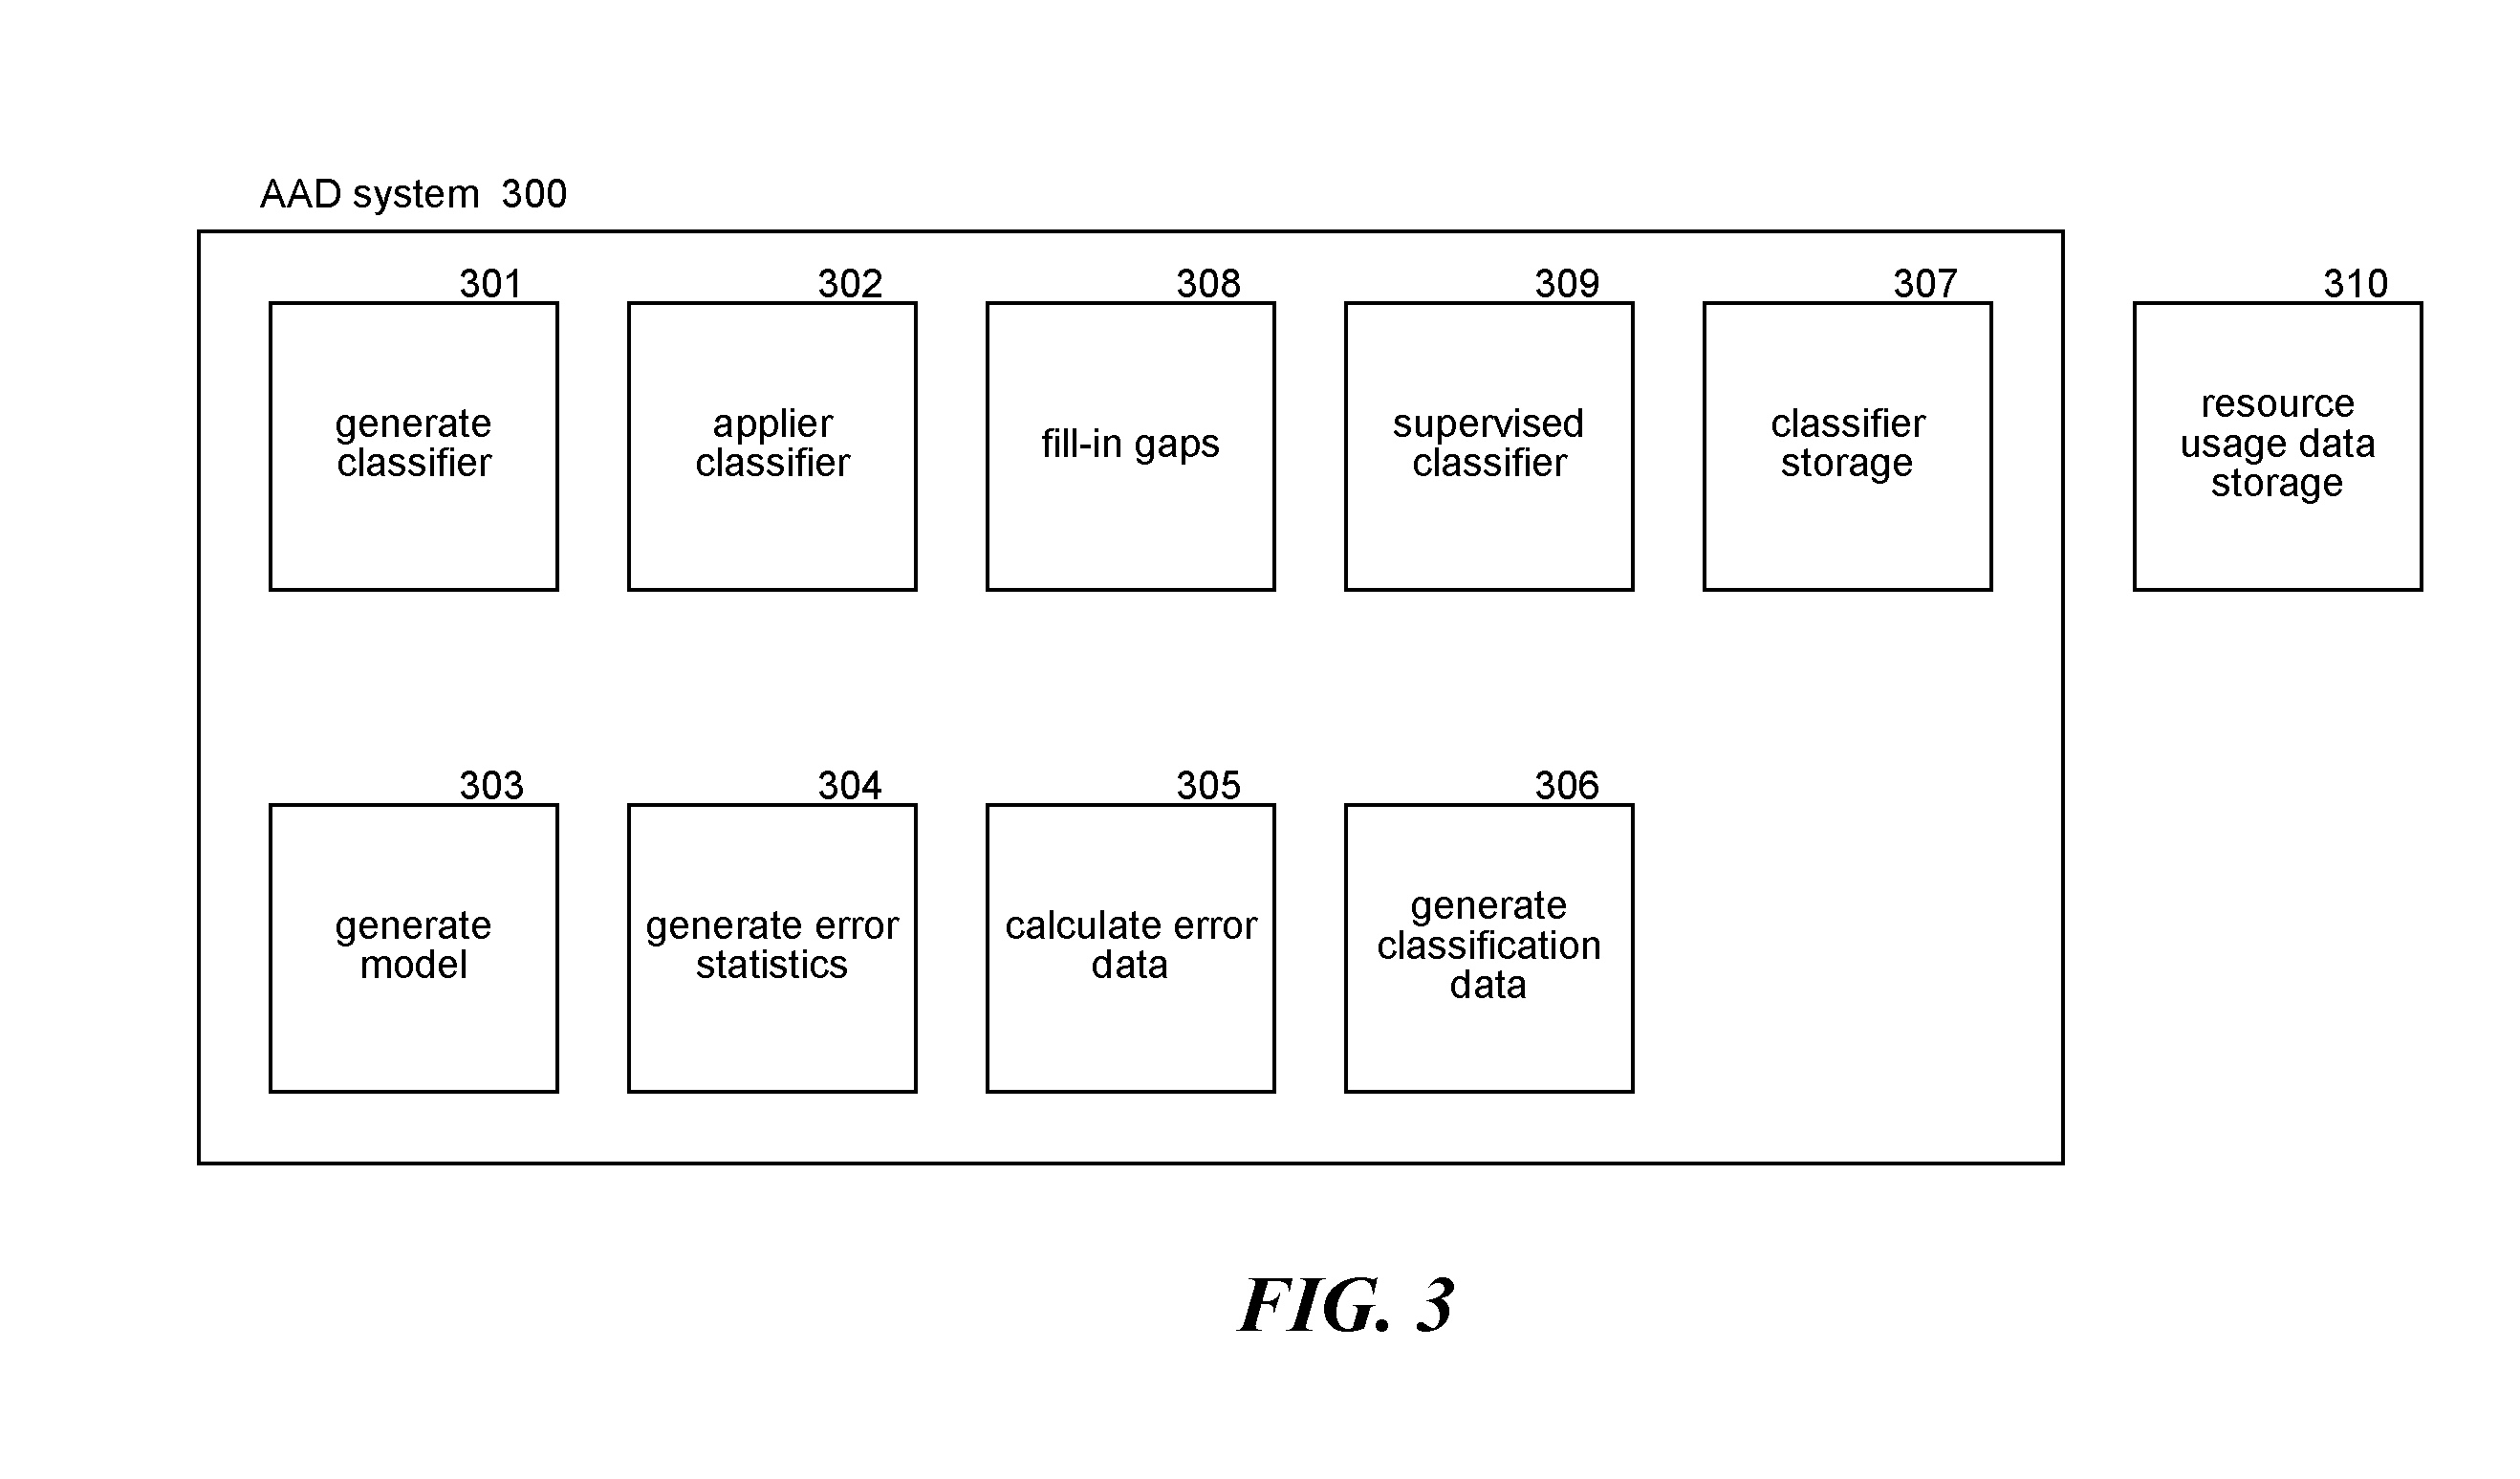 AAD system 300
301
generate
classifier
302
applier
classifier
308
fill-in gaps
309
supervised
classifier
307
classifier
storage
310
resource
usage data
storage
303
generate
model
304
generate error
statistics
305
calculate error
data
306
generate
classification
data
FIG. 3